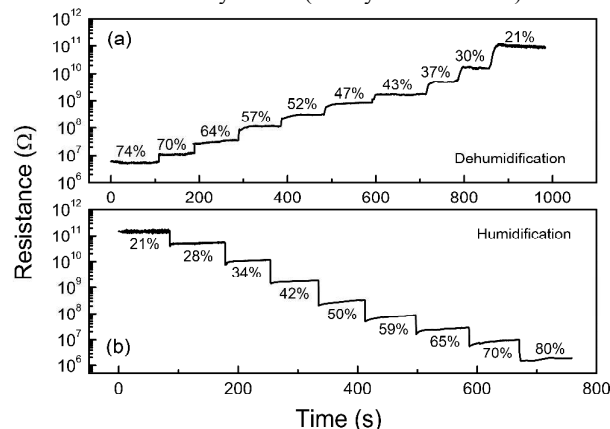 Resistance (Ω)
(a)
10¹²
10¹¹
10¹⁰
10⁹
10⁸
10⁷
10⁶
74% 70% 64% 57% 52% 47% 43% 37% 30% 21%
Dehumidification
0 200 400 600 800 1000
10¹²
10¹¹
10¹⁰
10⁹
10⁸
10⁷
10⁶
Humidification
21% 28% 34% 42% 50% 59% 65% 70% 80%
(b)
0 200 400 600 800
Time (s)